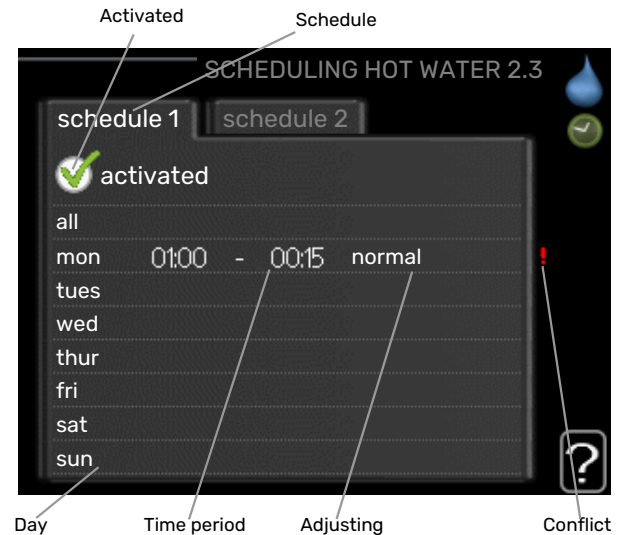 Activated
Schedule
SCHEDULING HOT WATER 2.3
schedule 1 schedule 2
activated
all
mon 01:00 - 00:15 normal !
tues
wed
thur
fri
sat
sun
?
Day Time period Adjusting Conflict